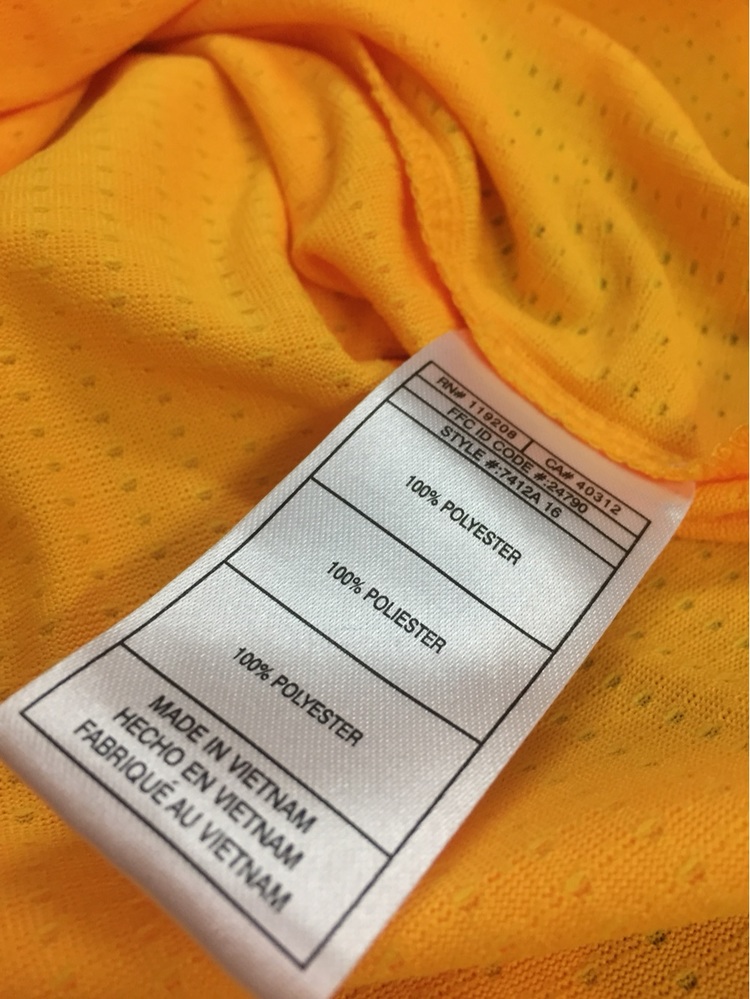 RN# 119208 CA# 40312
FFC ID CODE #:24790
STYLE #:7412A 16
100% POLYESTER
100% POLIESTER
100% POLYESTER
MADE IN VIETNAM
HECHO EN VIETNAM
FABRIQUÉ AU VIETNAM